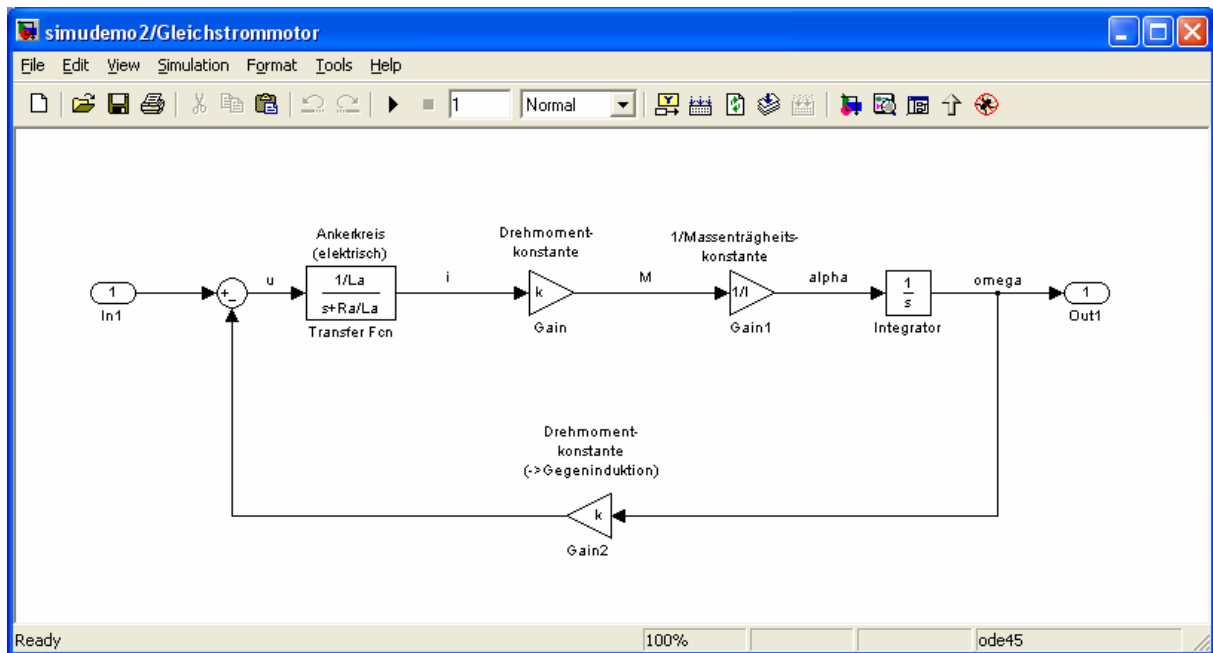 simudemo2/Gleichstrommotor
File Edit View Simulation Format Tools Help
1 Normal
Ankerkreis
(elektrisch)
Drehmoment-
konstante
1/Massenträgheits-
konstante
1
In1
+
-
u
1/La
s+Ra/La
Transfer Fcn
i
k
Gain
M
1/I
Gain1
alpha
1
s
Integrator
omega
1
Out1
Drehmoment-
konstante
(->Gegeninduktion)
k
Gain2
Ready 100% ode45